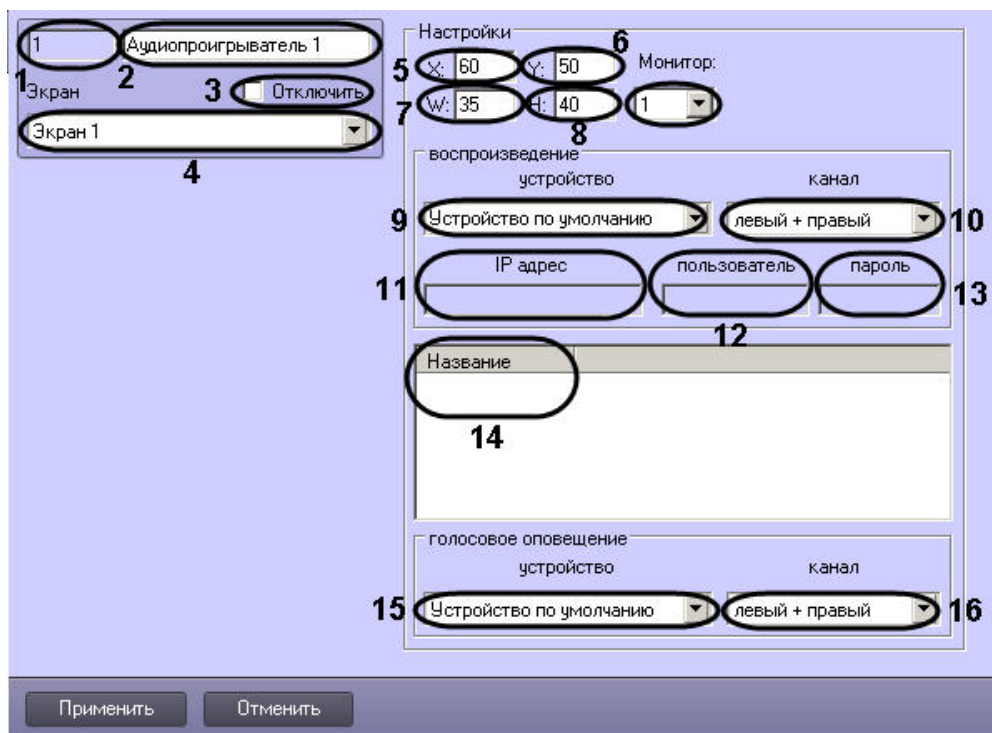 1 Аудиопроигрыватель 1
1 2
Экран 3 Отключить
Экран 1
4
Настройки
6
5 X: 60 Y: 50 Монитор:
7 W: 35 H: 40 1
8
воспроизведение
устройство канал
9 Устройство по умолчанию левый + правый 10
IP адрес пользователь пароль
11 13
12
Название
14
голосовое оповещение
устройство канал
15 Устройство по умолчанию левый + правый 16
Применить Отменить